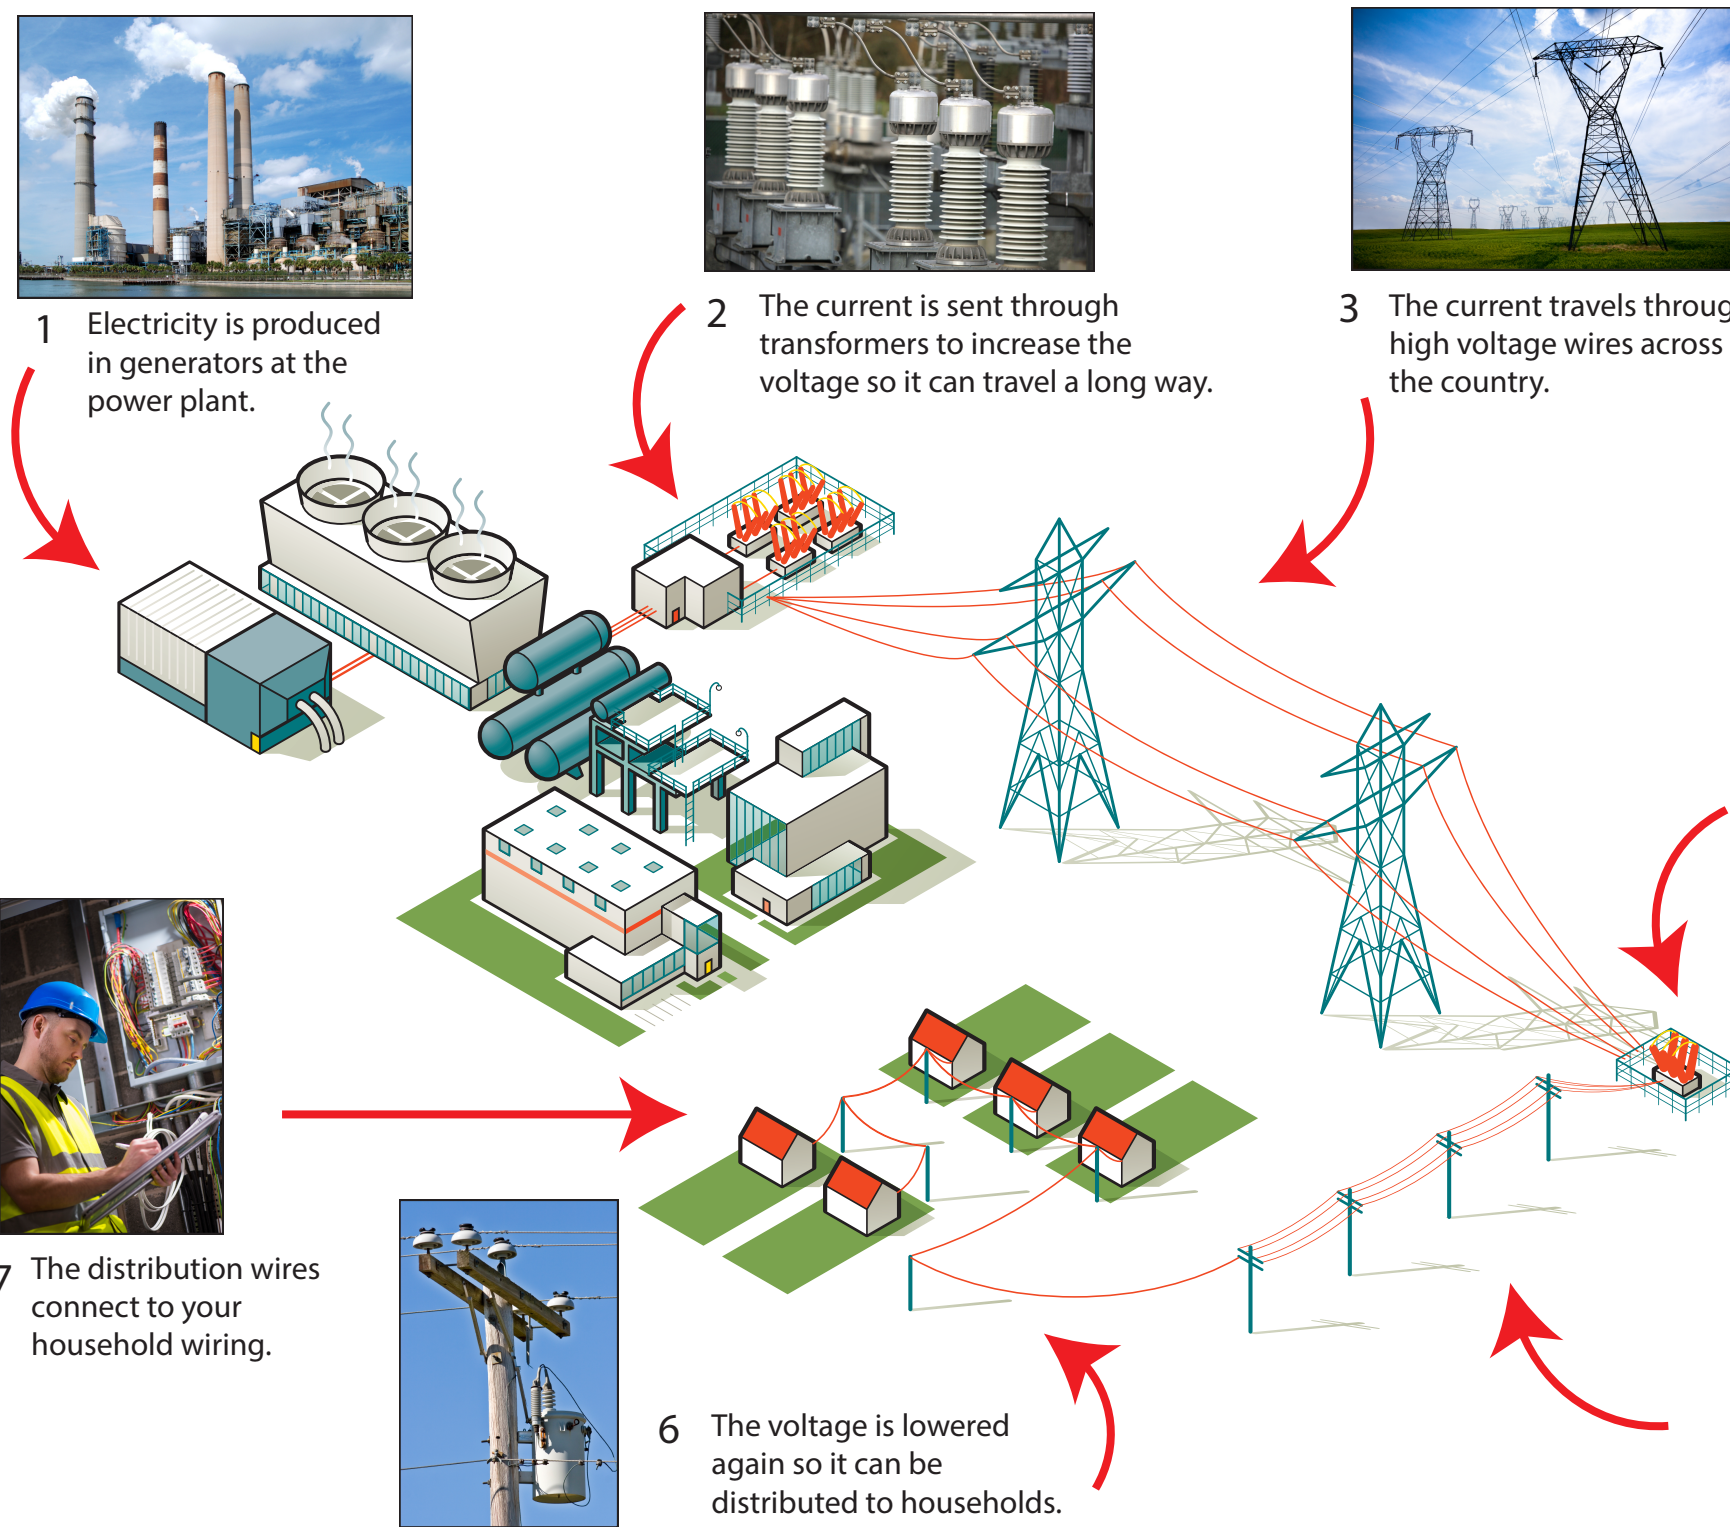 1 Electricity is produced
in generators at the
power plant.
2 The current is sent through
transformers to increase the
voltage so it can travel a long way.
3 The current travels throug
high voltage wires across
the country.
7 The distribution wires
connect to your
household wiring.
6 The voltage is lowered
again so it can be
distributed to households.